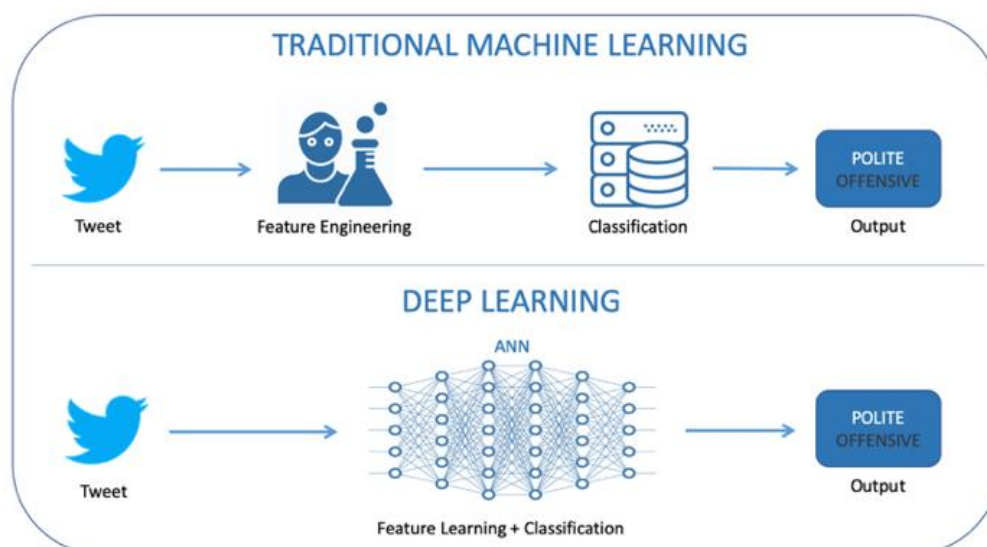 TRADITIONAL MACHINE LEARNING
Tweet
Feature Engineering
Classification
POLITE
OFFENSIVE
Output
DEEP LEARNING
ANN
Tweet
Feature Learning + Classification
POLITE
OFFENSIVE
Output